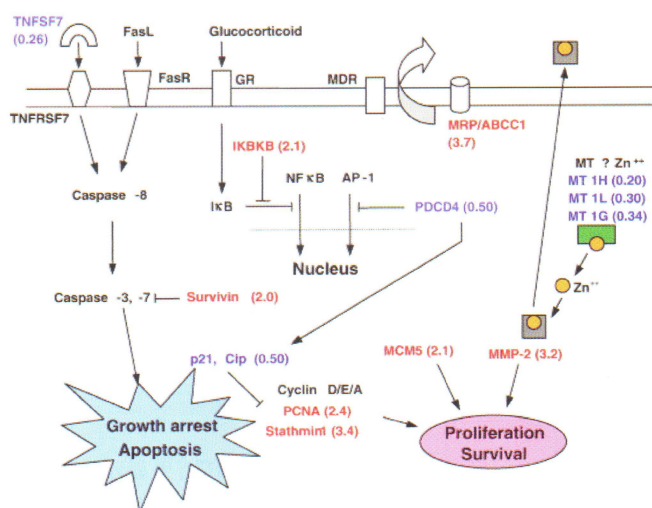 TNFSF7
(0.26)
FasL
Glucocorticoid
FasR
GR
MDR
TNFRSF7
MRP/ABCC1
(3.7)
IKBKB (2.1)
MT ? Zn++
MT 1H (0.20)
MT 1L (0.30)
MT 1G (0.34)
NFκB
AP-1
Caspase -8
IκB
PDCD4 (0.50)
Nucleus
Zn++
Caspase -3, -7
Survivin (2.0)
p21, Cip (0.50)
MCM5 (2.1)
MMP-2 (3.2)
Cyclin D/E/A
PCNA (2.4)
Stathmin1 (3.4)
Growth arrest
Apoptosis
Proliferation
Survival